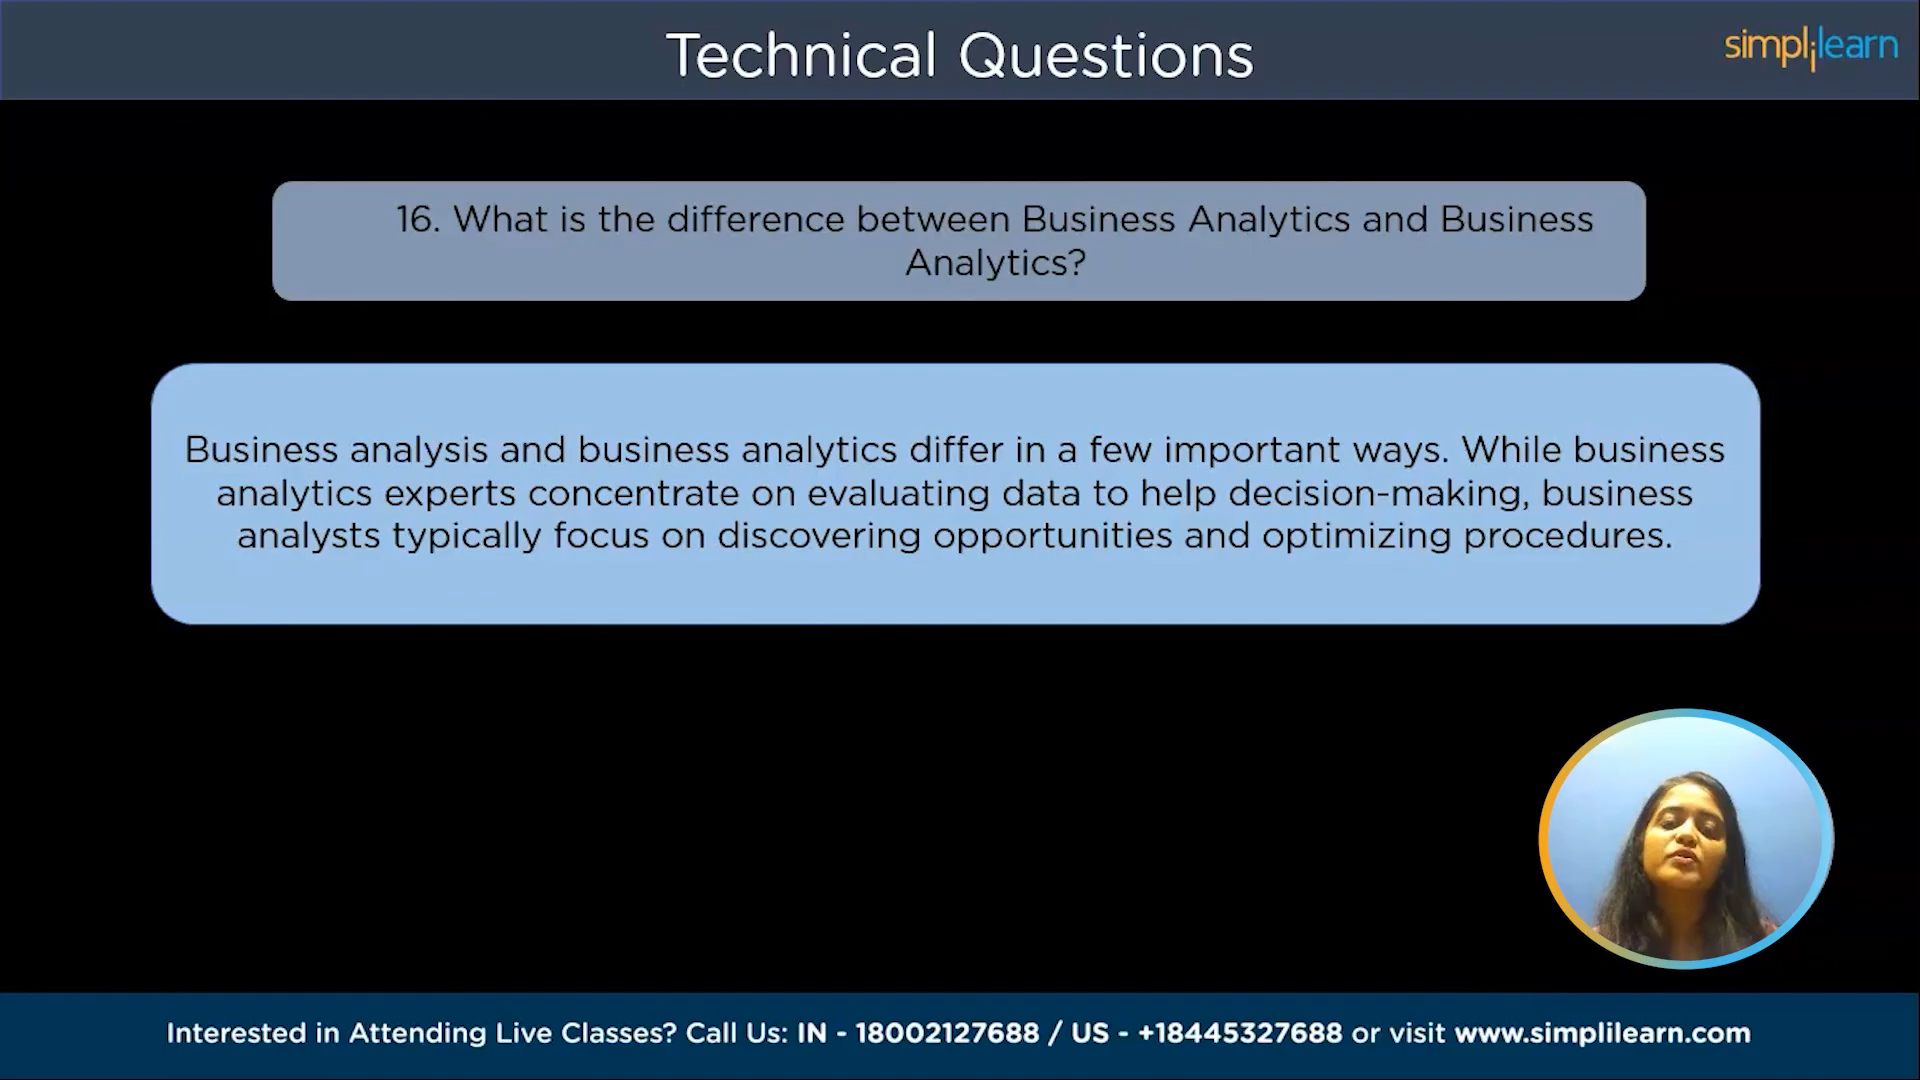 Technical Questions
simplilearn
16. What is the difference between Business Analytics and Business
Analytics?
Business analysis and business analytics differ in a few important ways. While business
analytics experts concentrate on evaluating data to help decision-making, business
analysts typically focus on discovering opportunities and optimizing procedures.
Interested in Attending Live Classes? Call Us: IN - 18002127688 / US - +18445327688 or visit www.simplilearn.com